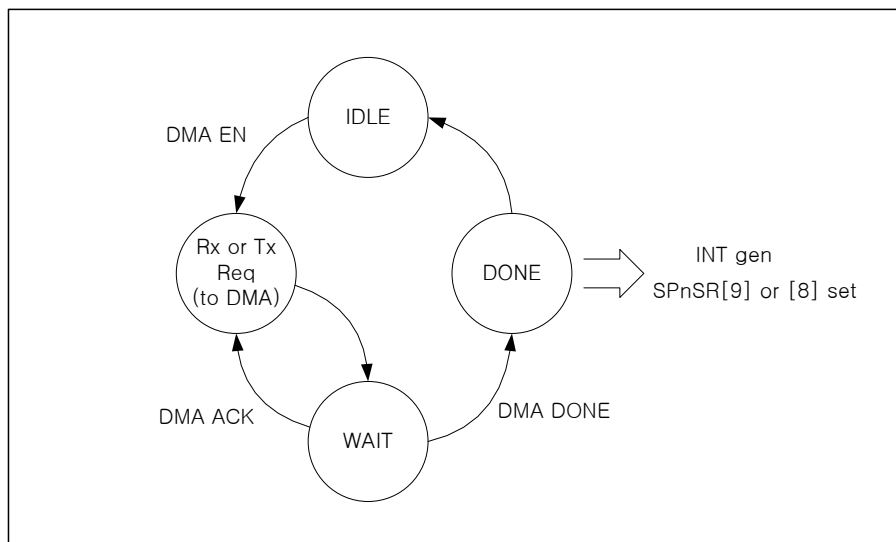 IDLE
DMA EN
Rx or Tx
Req
(to DMA)
DONE
INT gen
SPnSR[9] or [8] set
DMA ACK
DMA DONE
WAIT